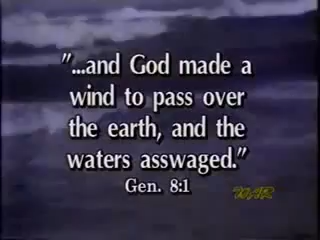 "...and God made a
wind to pass over
the earth, and the
waters asswaged."
Gen. 8:1